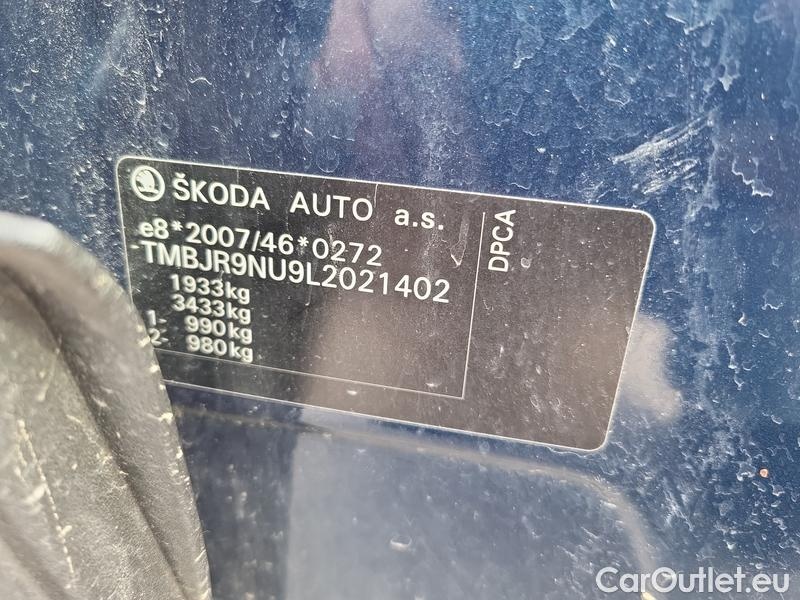 ŠKODA AUTO a.s.
e8*2007/46*0272
TMBJR9NU9L2021402
1933kg
3433kg
1- 990kg
2- 980kg
DPCA
CarOutlet.eu